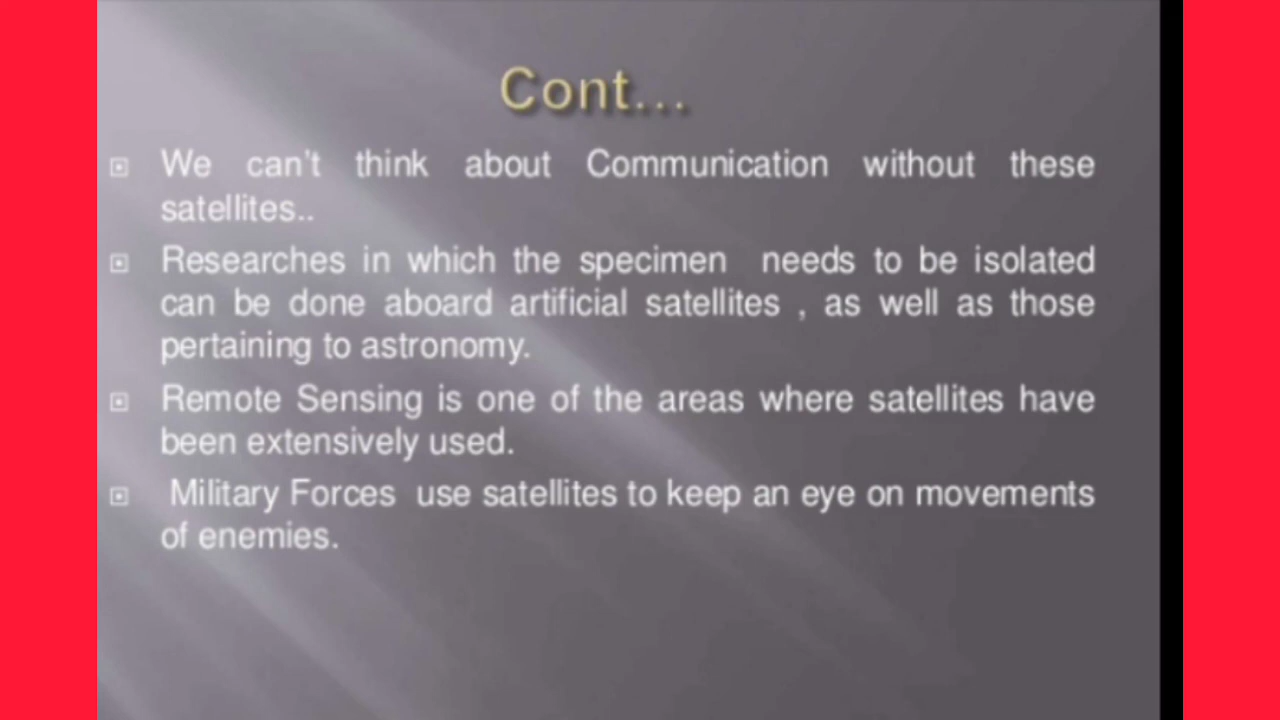 Cont...
We can't think about Communication without these
satellites..
Researches in which the specimen needs to be isolated
can be done aboard artificial satellites , as well as those
pertaining to astronomy.
Remote Sensing is one of the areas where satellites have
been extensively used.
Military Forces use satellites to keep an eye on movements
of enemies.